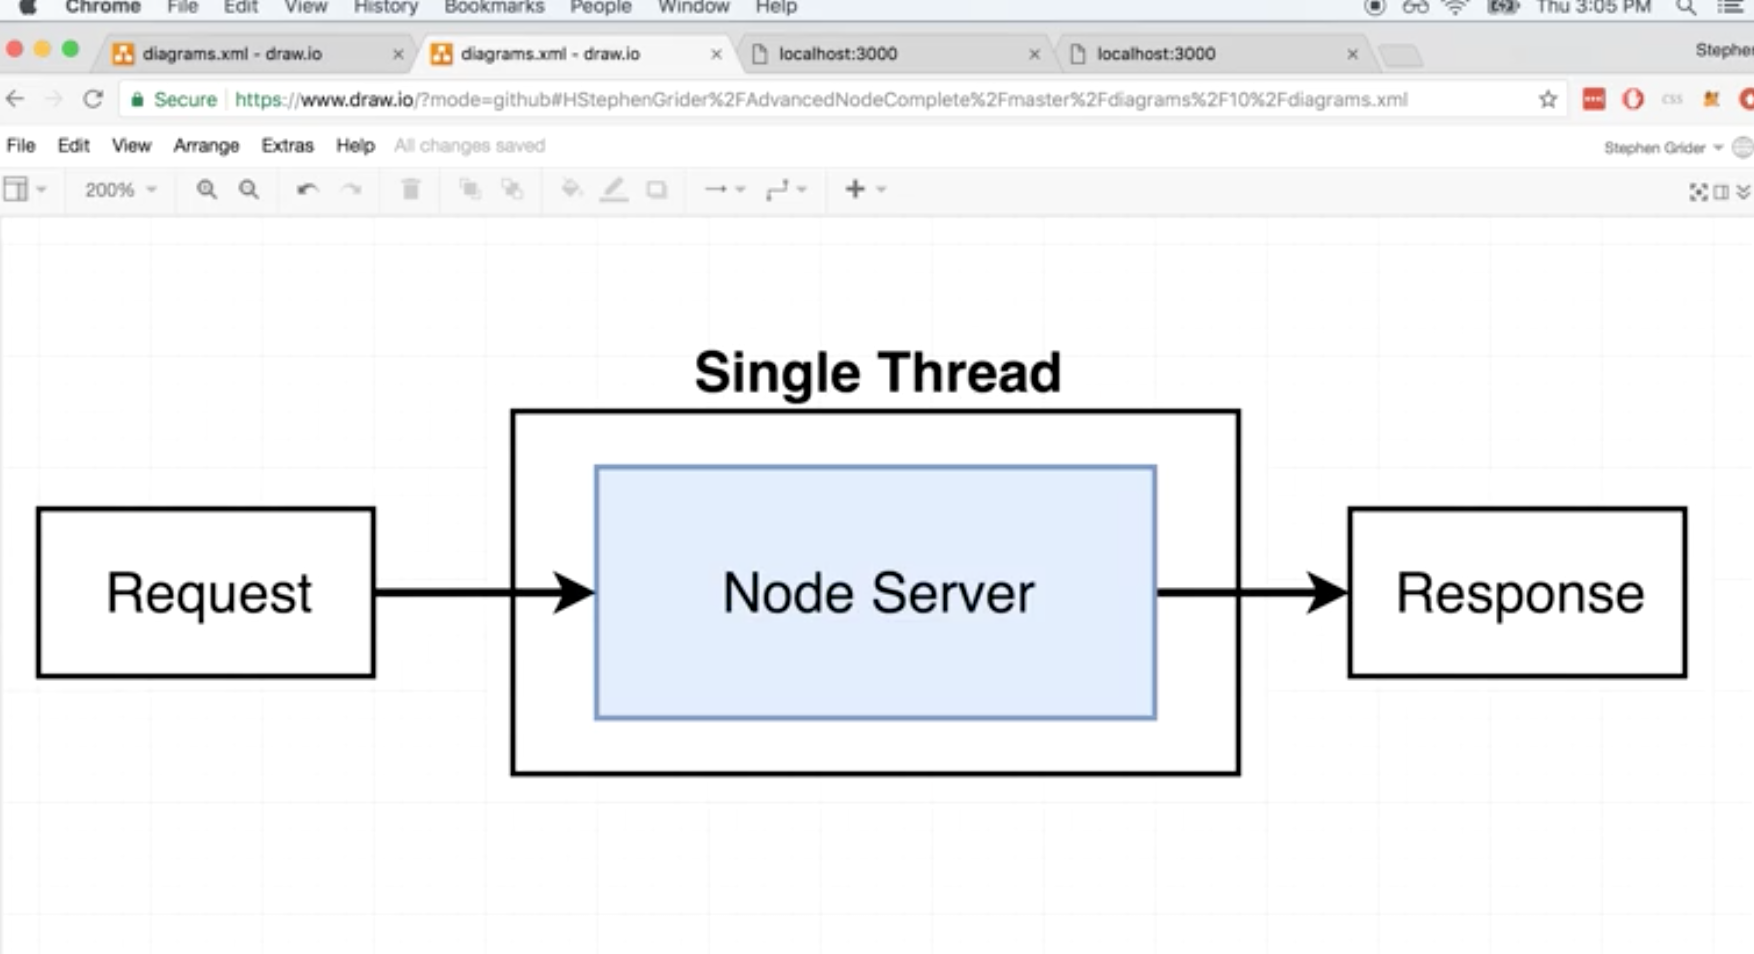 Chrome File Edit View History Bookmarks People Window Help Thu 3:05 PM
diagrams.xml - draw.io diagrams.xml - draw.io localhost:3000 localhost:3000
Secure https://www.draw.io/?mode=github#HStephenGrider%2FAdvancedNodeComplete%2Fmaster%2Fdiagrams%2F10%2Fdiagrams.xml CSS
File Edit View Arrange Extras Help All changes saved Stephen Grider
200%
Single Thread
Request Node Server Response